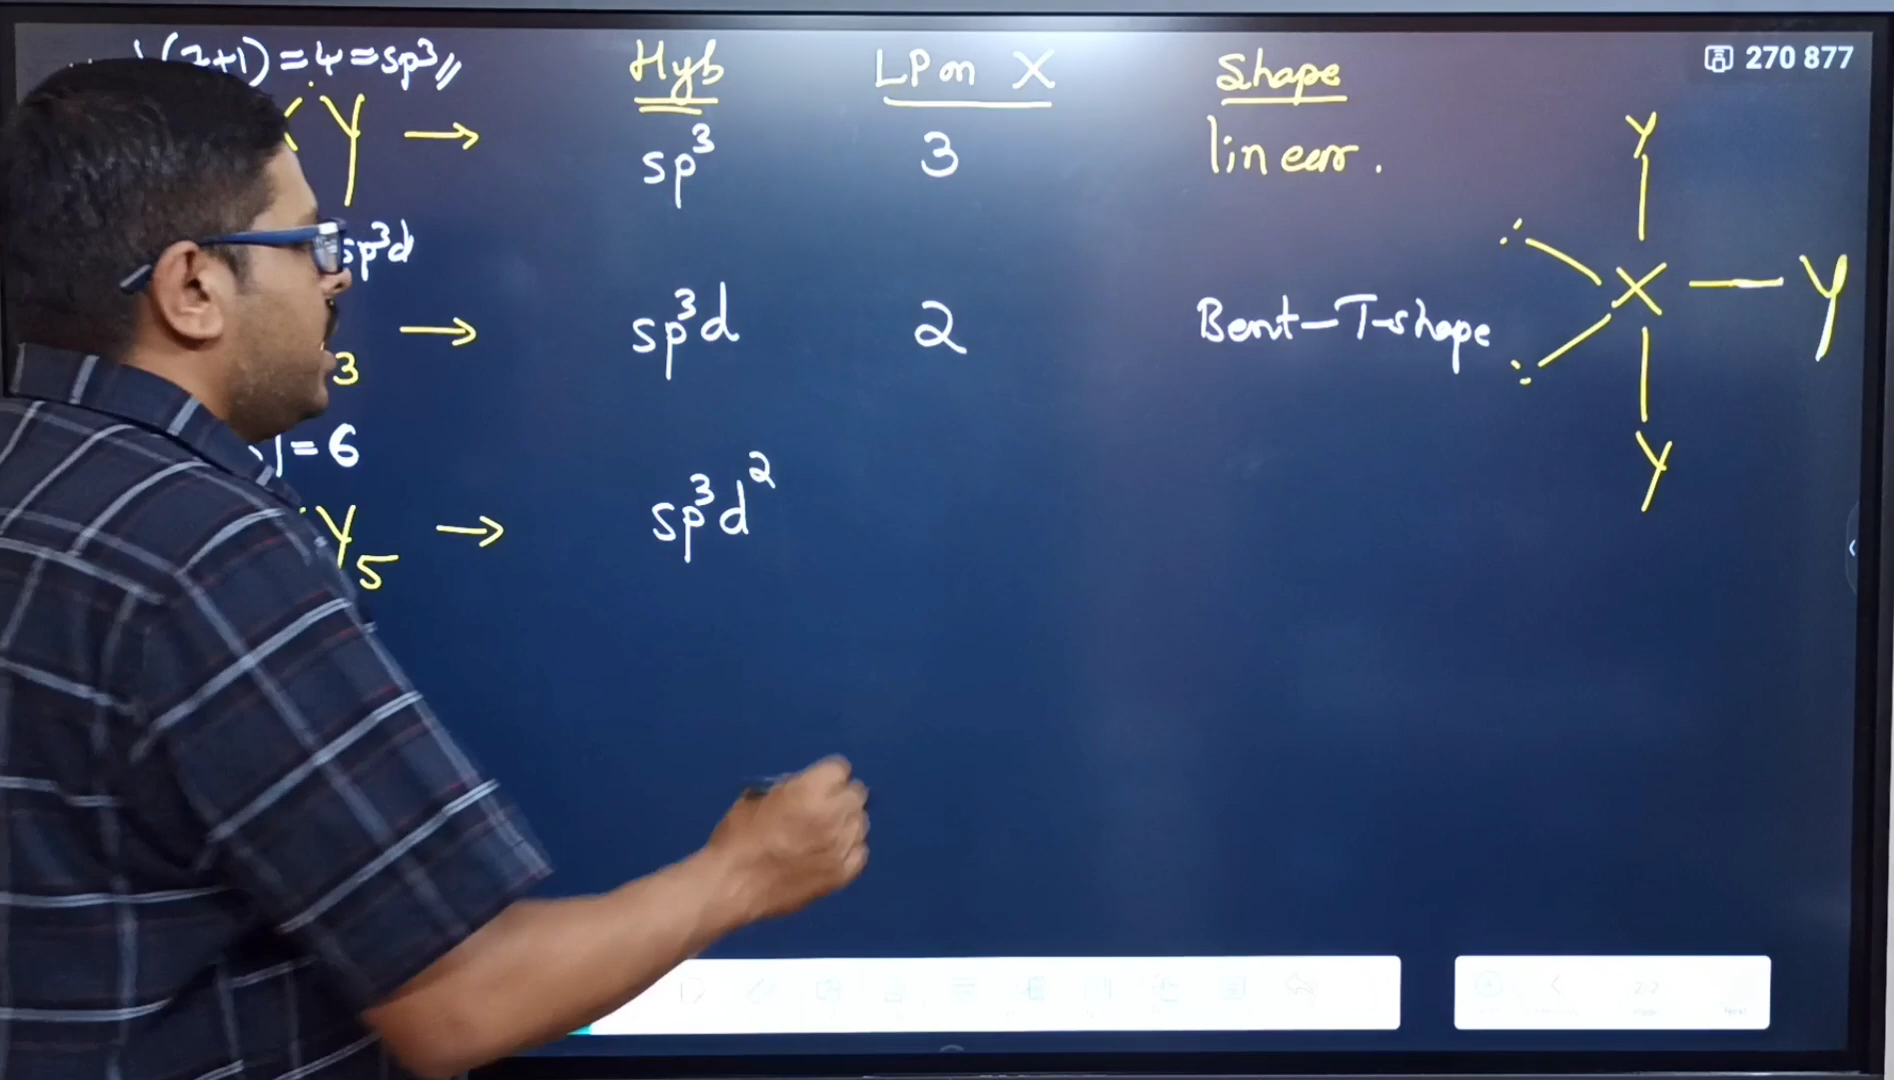 (7+1)=4=sp³
Hyb LP on X Shape
270 877
Y → sp³ 3 linear.
Y
sp³d
: X — Y
→ sp³d 2 Bent-T-shape
:
3
=6
Y
Y₅ → sp³d²